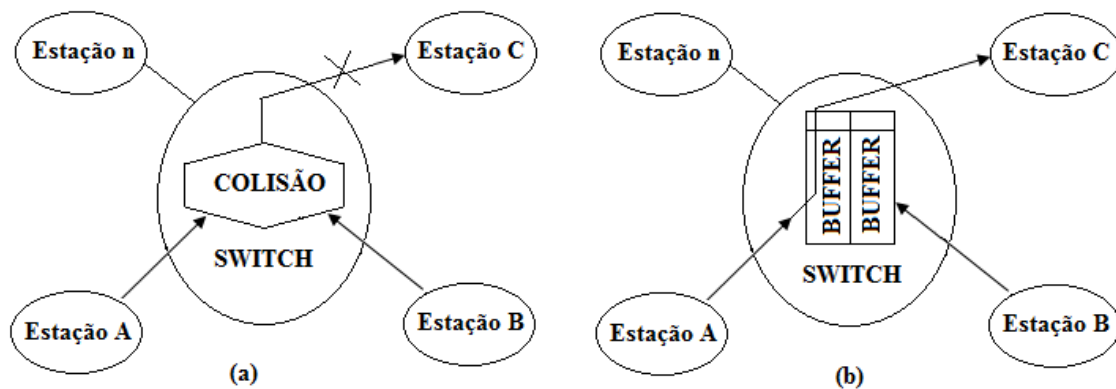 Estação n
Estação C
COLISÃO
SWITCH
Estação A
Estação B
(a)
Estação n
Estação C
BUFFER
BUFFER
SWITCH
Estação A
Estação B
(b)